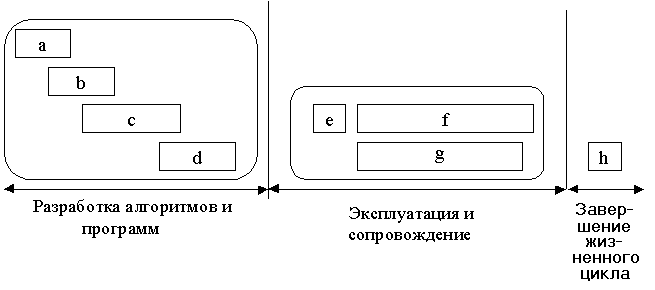 a
b
c
d
e
f
g
h
Разработка алгоритмов и
программ
Эксплуатация и
сопровождение
Завер-
шение
жиз-
ненного
цикла